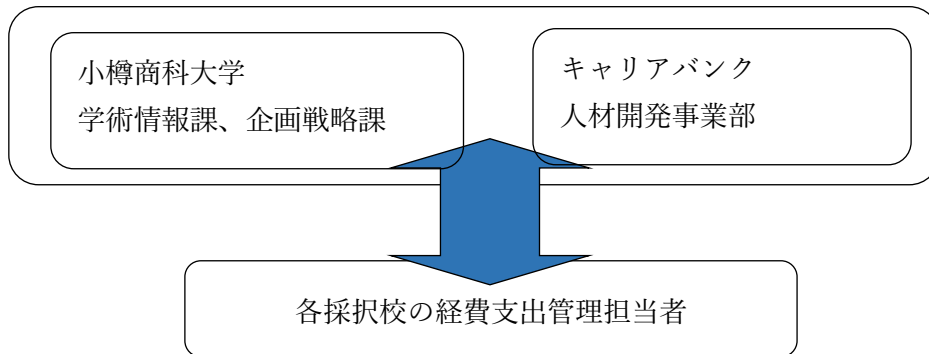 小樽商科大学
学術情報課、企画戦略課
キャリアバンク
人材開発事業部
各採択校の経費支出管理担当者